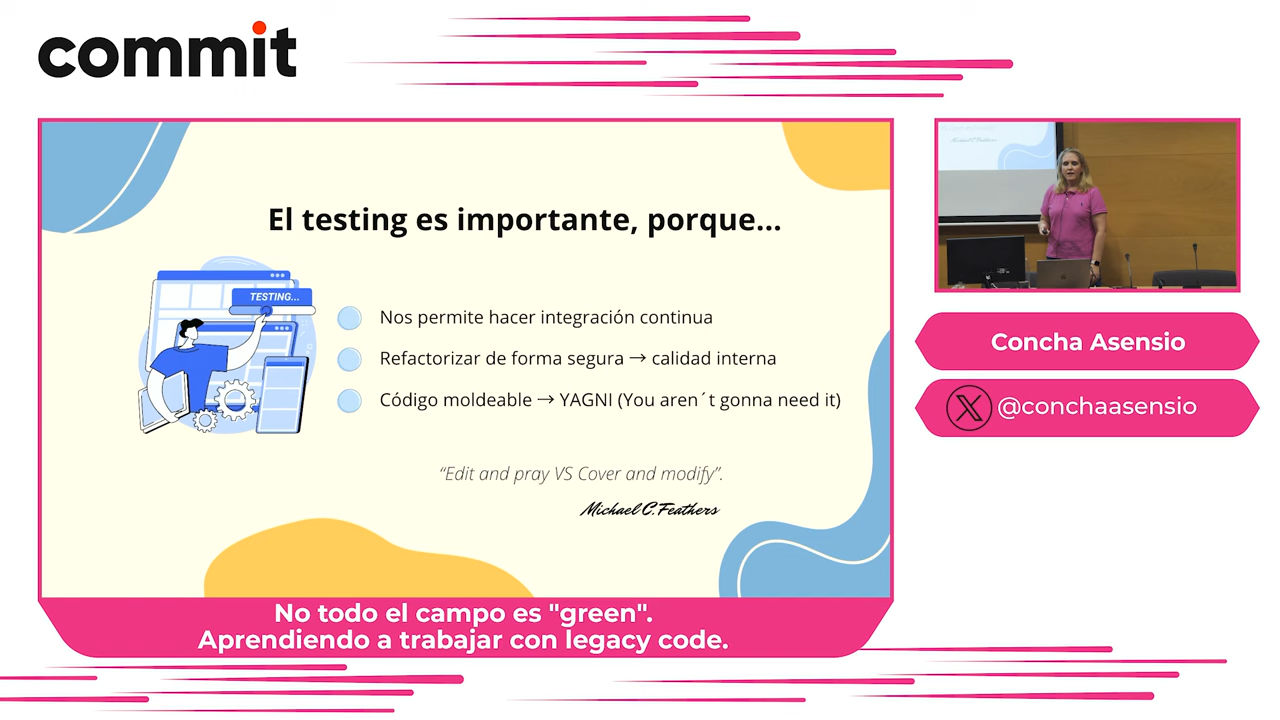 commit
El testing es importante, porque...
TESTING...
Nos permite hacer integración continua
Refactorizar de forma segura → calidad interna
Código moldeable → YAGNI (You aren´t gonna need it)
“Edit and pray VS Cover and modify”.
Michael C. Feathers
Concha Asensio
@conchaasensio
No todo el campo es "green".
Aprendiendo a trabajar con legacy code.